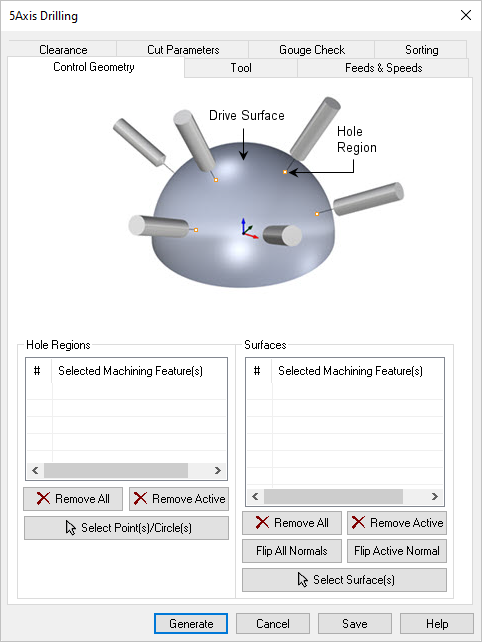 5Axis Drilling
Clearance Cut Parameters Gouge Check Sorting
Control Geometry Tool Feeds & Speeds
Drive Surface
Hole
Region
Hole Regions
# Selected Machining Feature(s)
Remove All Remove Active
Select Point(s)/Circle(s)
Surfaces
# Selected Machining Feature(s)
Remove All Remove Active
Flip All Normals Flip Active Normal
Select Surface(s)
Generate Cancel Save Help